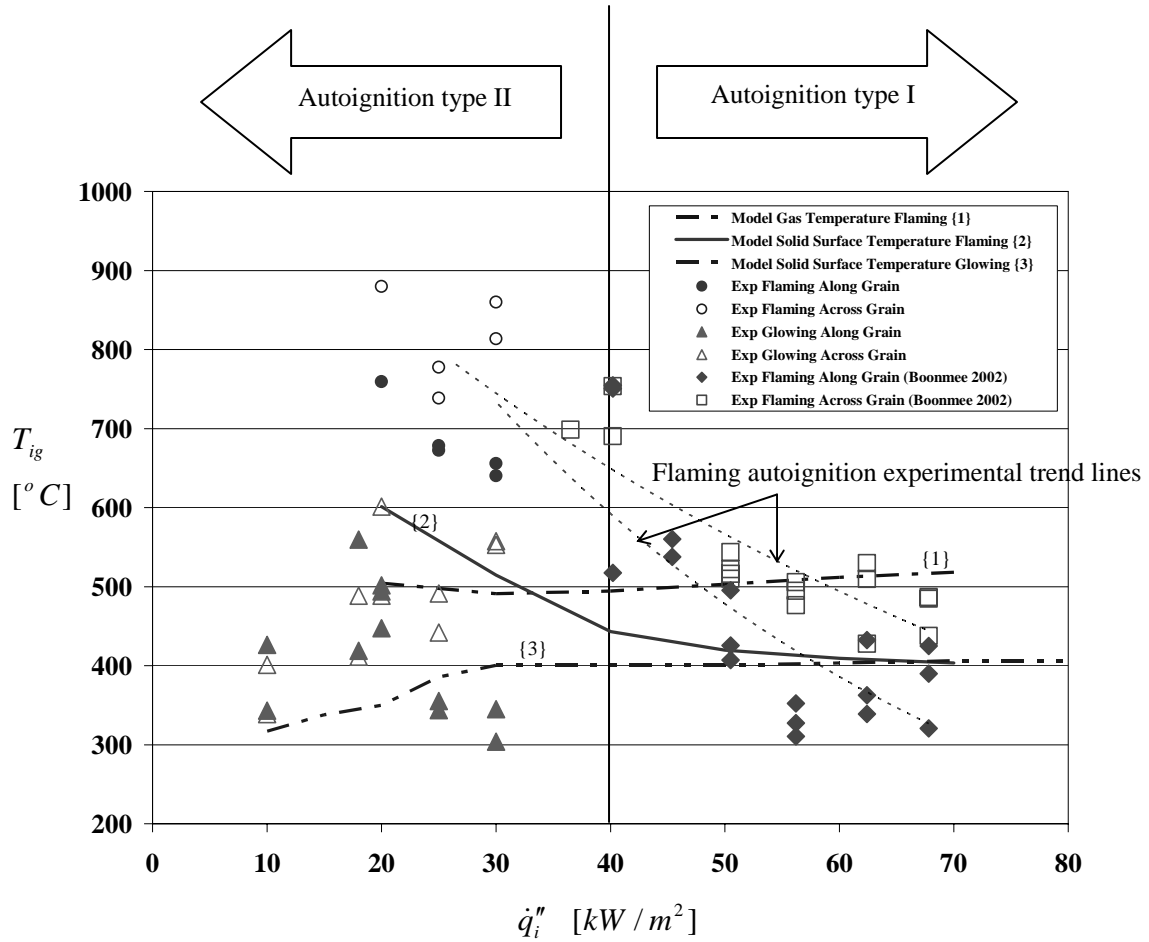 Autoignition type II
Autoignition type I
1000
900
800
700
600
500
400
300
200
T_{ig}
[°C]
Model Gas Temperature Flaming {1}
Model Solid Surface Temperature Flaming {2}
Model Solid Surface Temperature Glowing {3}
Exp Flaming Along Grain
Exp Flaming Across Grain
Exp Glowing Along Grain
Exp Glowing Across Grain
Exp Flaming Along Grain (Boonmee 2002)
Exp Flaming Across Grain (Boonmee 2002)
Flaming autoignition experimental trend lines
{2}
{1}
{3}
0 10 20 30 40 50 60 70 80
q̇_i″ [kW / m²]